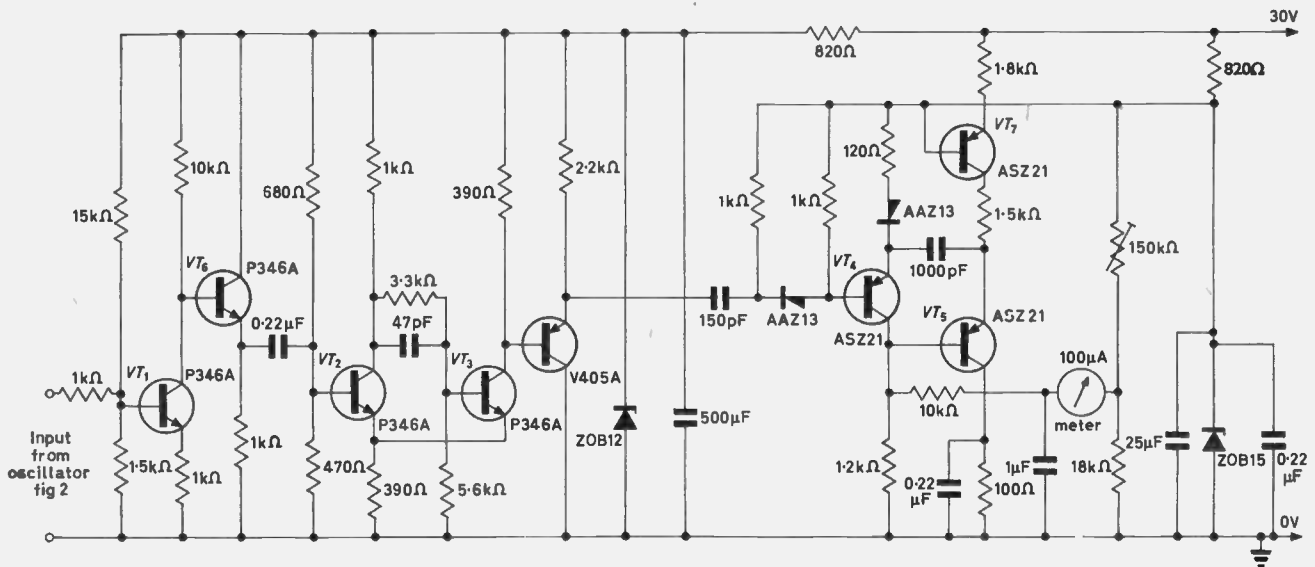 30V
820Ω
1·8kΩ
820Ω
VT7
10kΩ
1kΩ
120Ω
2·2kΩ
ASZ21
680Ω
390Ω
15kΩ
1kΩ
1kΩ
AAZ13
1·5kΩ
150kΩ
VT6
P346A
3·3kΩ
VT4
1000pF
0·22µF
47pF
150pF
AAZ13
VT5
ASZ21
ASZ21
VT2
VT3
100µA
1kΩ
VT1
P346A
V405A
10kΩ
meter
P346A
P346A
ZOB12
500µF
Input
from
oscillator
fig 2
1·5kΩ
1kΩ
1kΩ
470Ω
390Ω
5·6kΩ
1·2kΩ
0·22
µF
100Ω
1µF
18kΩ
25µF
ZOB15
0·22
µF
0V